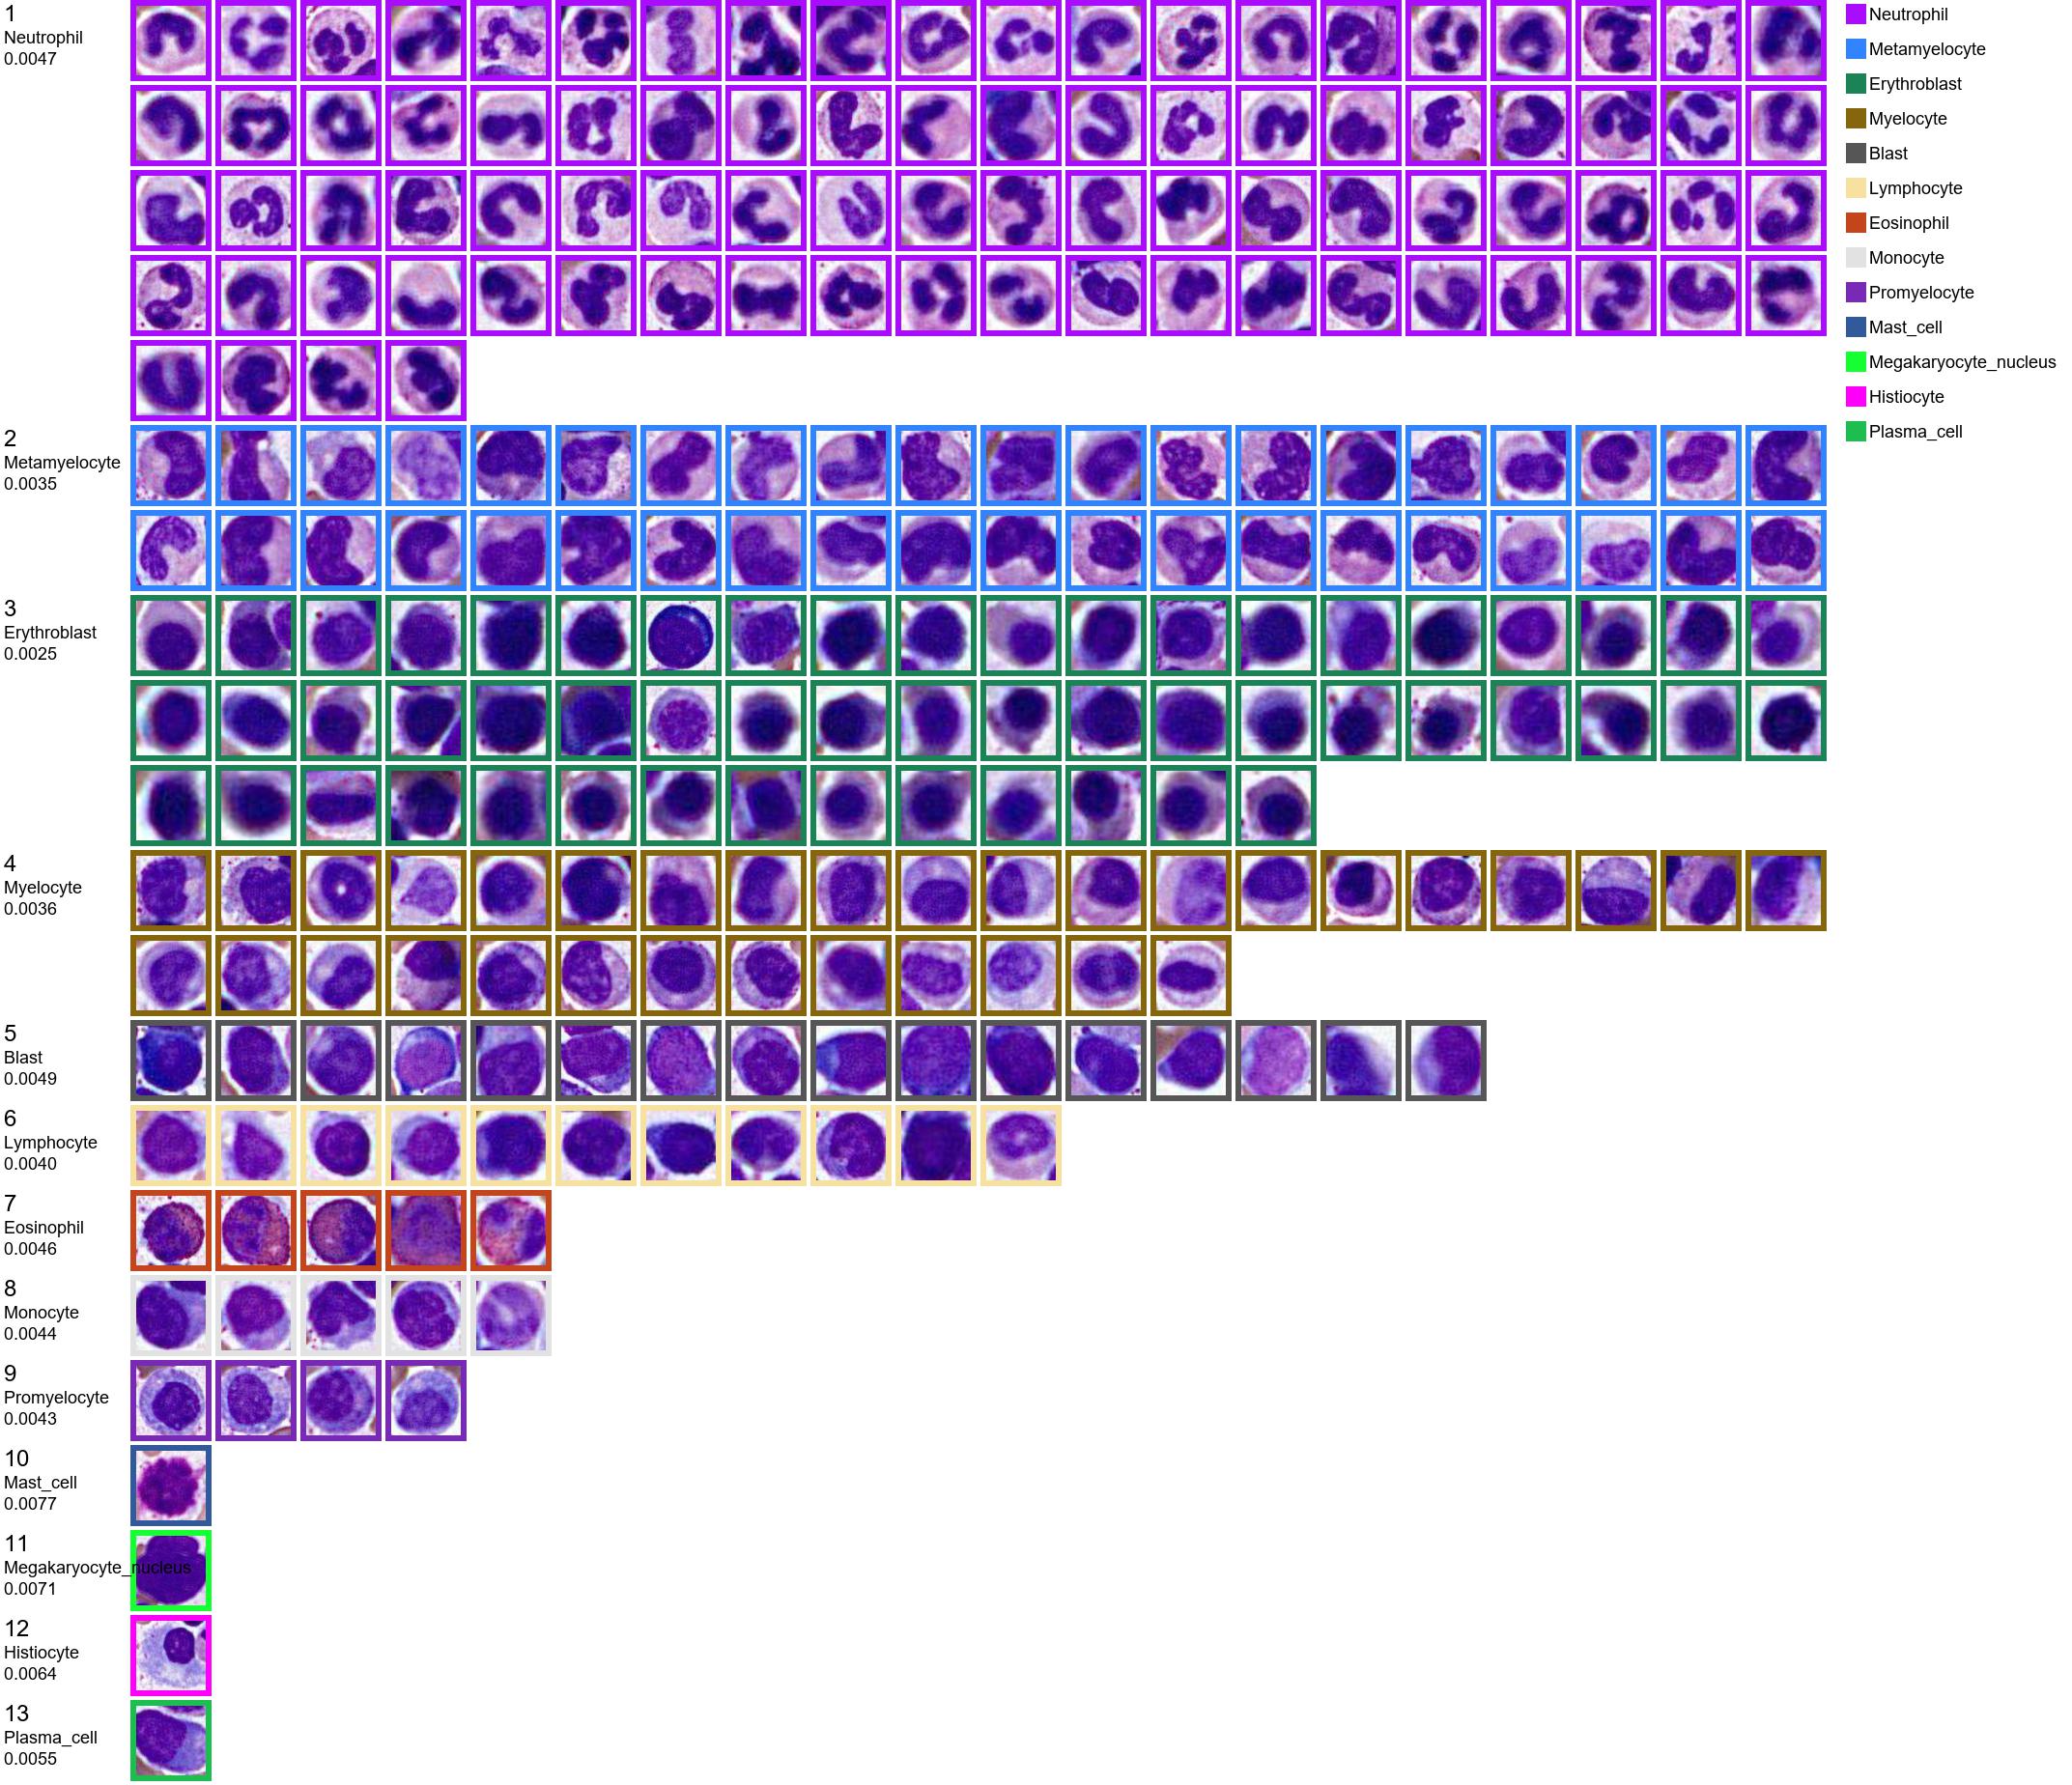 1
Neutrophil
0.0047
2
Metamyelocyte
0.0035
3
Erythroblast
0.0025
4
Myelocyte
0.0036
5
Blast
0.0049
6
Lymphocyte
0.0040
7
Eosinophil
0.0046
8
Monocyte
0.0044
9
Promyelocyte
0.0043
10
Mast_cell
0.0077
11
Megakaryocyte_nucleus
0.0071
12
Histiocyte
0.0064
13
Plasma_cell
0.0055
Neutrophil
Metamyelocyte
Erythroblast
Myelocyte
Blast
Lymphocyte
Eosinophil
Monocyte
Promyelocyte
Mast_cell
Megakaryocyte_nucleus
Histiocyte
Plasma_cell